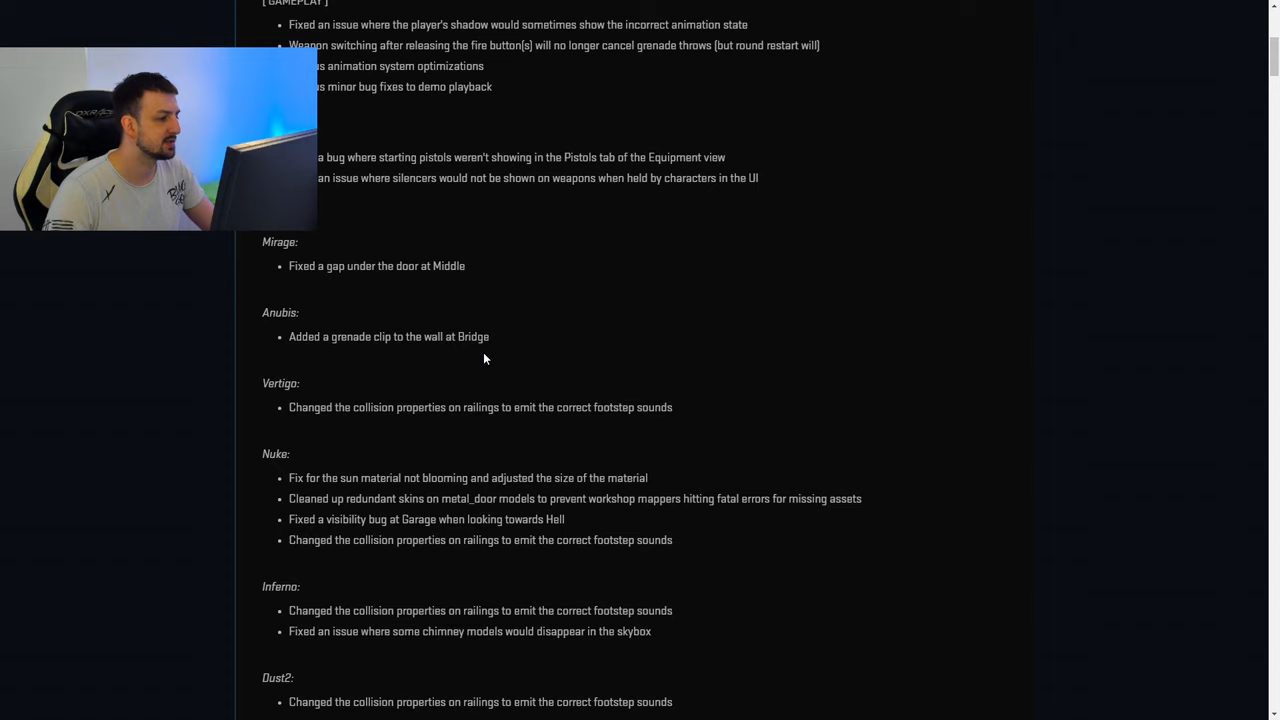 [ GAMEPLAY ]
Fixed an issue where the player's shadow would sometimes show the incorrect animation state
Weapon switching after releasing the fire button(s) will no longer cancel grenade throws (but round restart will)
animation system optimizations
minor bug fixes to demo playback
a bug where starting pistols weren't showing in the Pistols tab of the Equipment view
an issue where silencers would not be shown on weapons when held by characters in the UI
Mirage:
Fixed a gap under the door at Middle
Anubis:
Added a grenade clip to the wall at Bridge
Vertigo:
Changed the collision properties on railings to emit the correct footstep sounds
Nuke:
Fix for the sun material not blooming and adjusted the size of the material
Cleaned up redundant skins on metal_door models to prevent workshop mappers hitting fatal errors for missing assets
Fixed a visibility bug at Garage when looking towards Hell
Changed the collision properties on railings to emit the correct footstep sounds
Inferno:
Changed the collision properties on railings to emit the correct footstep sounds
Fixed an issue where some chimney models would disappear in the skybox
Dust2:
Changed the collision properties on railings to emit the correct footstep sounds